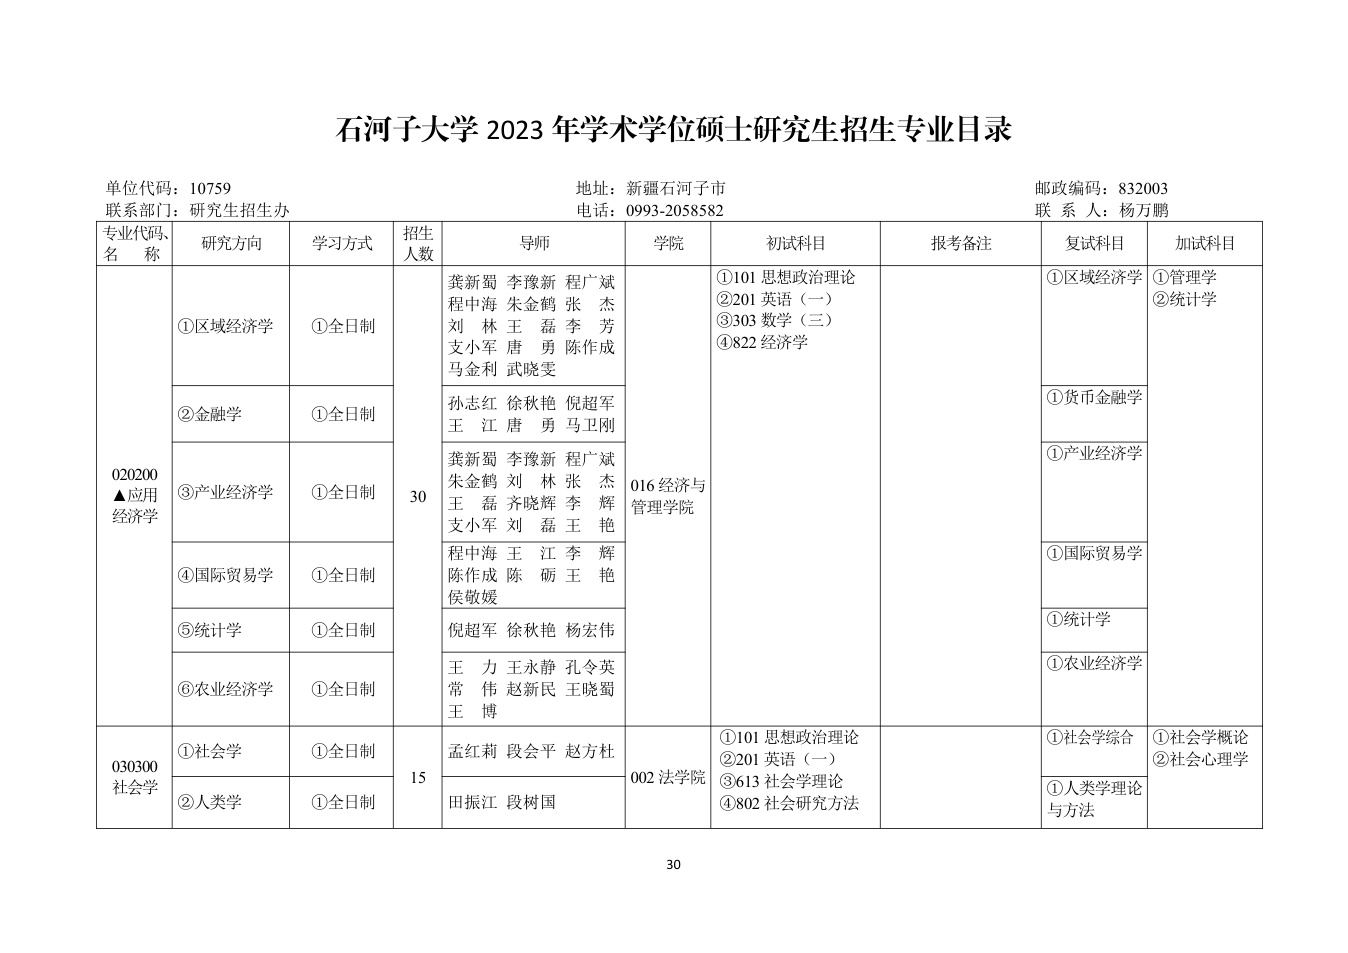 石河子大学 2023 年学术学位硕士研究生招生专业目录
单位代码：10759 地址：新疆石河子市 邮政编码：832003
联系部门：研究生招生办 电话：0993-2058582 联 系 人：杨万鹏
专业代码、
名 称
研究方向
学习方式
招生
人数
导师
学院
初试科目
报考备注
复试科目
加试科目
020200
▲应用
经济学
①区域经济学
①全日制
30
龚新蜀 李豫新 程广斌
程中海 朱金鹤 张 杰
刘 林 王 磊 李 芳
支小军 唐 勇 陈作成
马金利 武晓雯
016 经济与
管理学院
①101 思想政治理论
②201 英语（一）
③303 数学（三）
④822 经济学
①区域经济学
①管理学
②统计学
②金融学
①全日制
孙志红 徐秋艳 倪超军
王 江 唐 勇 马卫刚
①货币金融学
③产业经济学
①全日制
龚新蜀 李豫新 程广斌
朱金鹤 刘 林 张 杰
王 磊 齐晓辉 李 辉
支小军 刘 磊 王 艳
①产业经济学
④国际贸易学
①全日制
程中海 王 江 李 辉
陈作成 陈 砺 王 艳
侯敬媛
①国际贸易学
⑤统计学
①全日制
倪超军 徐秋艳 杨宏伟
①统计学
⑥农业经济学
①全日制
王 力 王永静 孔令英
常 伟 赵新民 王晓蜀
王 博
①农业经济学
030300
社会学
①社会学
①全日制
15
孟红莉 段会平 赵方杜
002 法学院
①101 思想政治理论
②201 英语（一）
③613 社会学理论
④802 社会研究方法
①社会学综合
①社会学概论
②社会心理学
②人类学
①全日制
田振江 段树国
①人类学理论
与方法
30